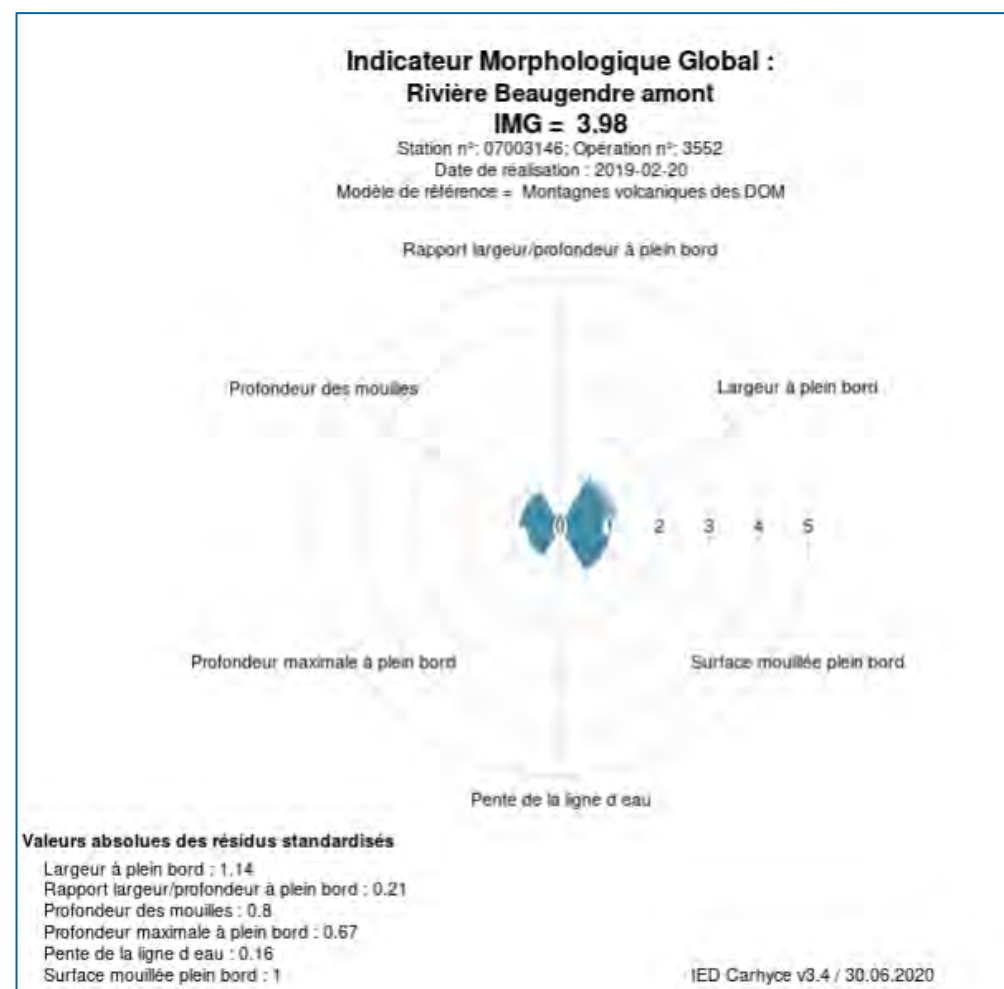 Indicateur Morphologique Global :
Rivière Beaugendre amont
IMG = 3.98
Station n°: 07003146; Opération n°: 3552
Date de réalisation : 2019-02-20
Modèle de référence = Montagnes volcaniques des DOM
Rapport largeur/profondeur à plein bord
Profondeur des mouilles
Largeur à plein bord
0 1 2 3 4 5
Profondeur maximale à plein bord
Surface mouillée plein bord
Pente de la ligne d eau
Valeurs absolues des résidus standardisés
Largeur à plein bord : 1.14
Rapport largeur/profondeur à plein bord : 0.21
Profondeur des mouilles : 0.8
Profondeur maximale à plein bord : 0.67
Pente de la ligne d eau : 0.16
Surface mouillée plein bord : 1
IED Carhyce v3.4 / 30.06.2020